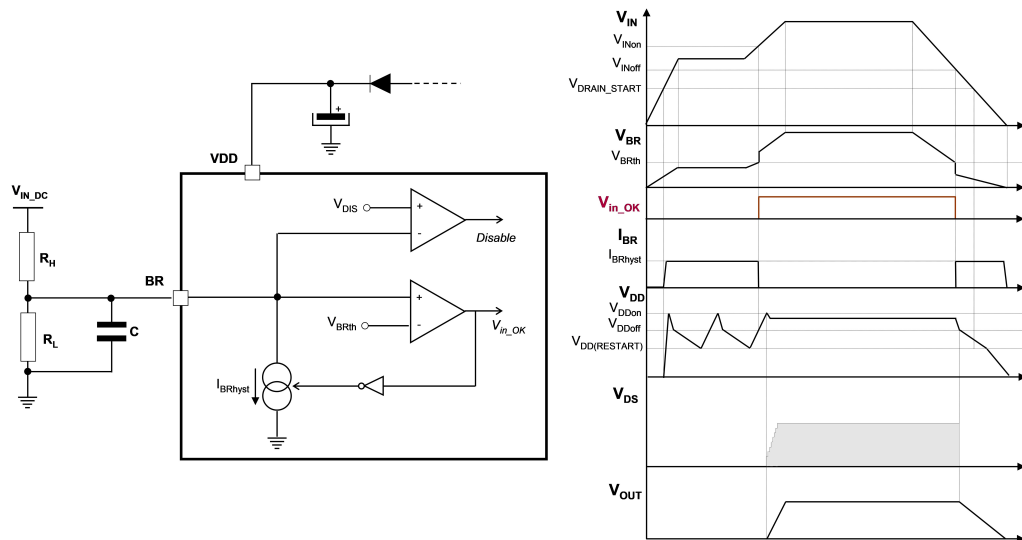 VDD
V_IN_DC
R_H
BR
R_L
C
V_DIS
+
-
Disable
+
V_BRth
-
V_in_OK
I_BRhyst
+
V_IN
V_INon
V_INoff
V_DRAIN_START
V_BR
V_BRth
V_in_OK
I_BR
I_BRhyst
V_DD
V_DDon
V_DDoff
V_DD(RESTART)
V_DS
V_OUT